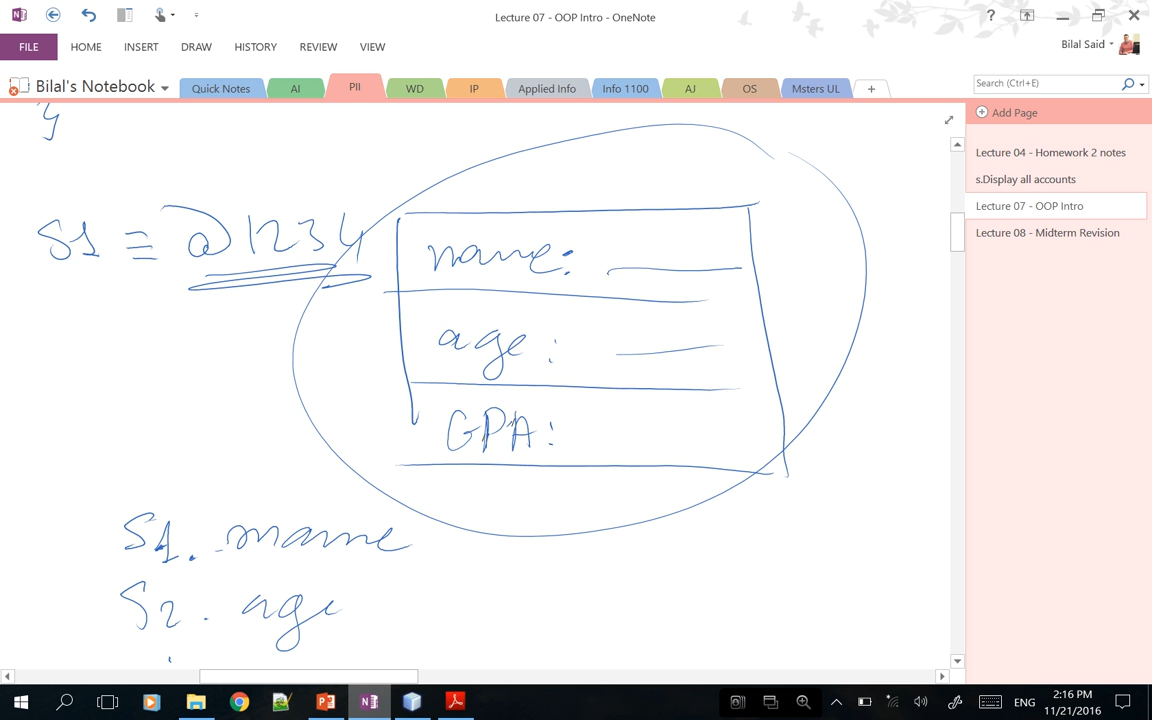 Lecture 07 - OOP Intro - OneNote
?
Bilal Said
FILE HOME INSERT DRAW HISTORY REVIEW VIEW
Bilal's Notebook Quick Notes AI PII WD IP Applied Info Info 1100 AJ OS Msters UL + Search (Ctrl+E)
Add Page
Lecture 04 - Homework 2 notes
s.Display all accounts
Lecture 07 - OOP Intro
Lecture 08 - Midterm Revision
}
S1 ≡ @1234
name:
age:
GPA:
S1.name
S2.age
ENG 2:16 PM
11/21/2016